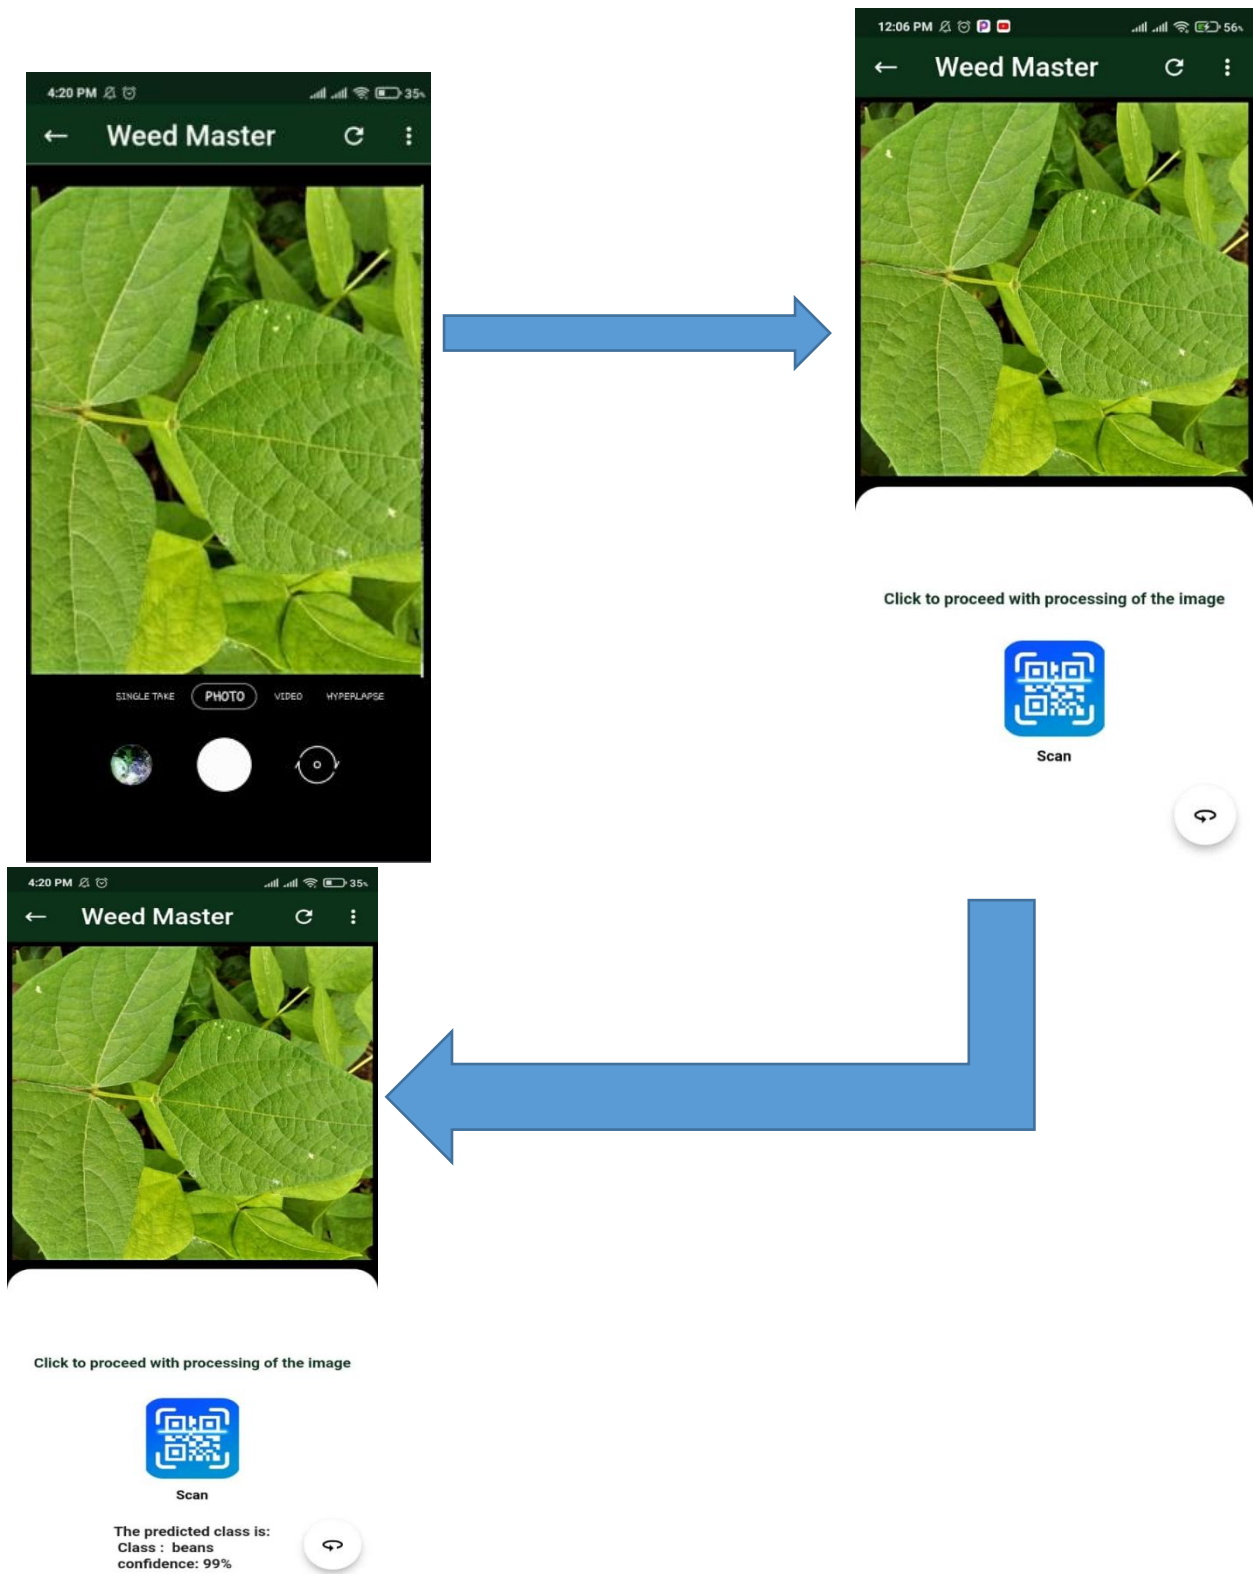 4:20 PM
35%
Weed Master
SINGLE TAKE PHOTO VIDEO HYPERLAPSE
12:06 PM
56%
Weed Master
Click to proceed with processing of the image
Scan
4:20 PM
35%
Weed Master
Click to proceed with processing of the image
Scan
The predicted class is:
Class : beans
confidence: 99%